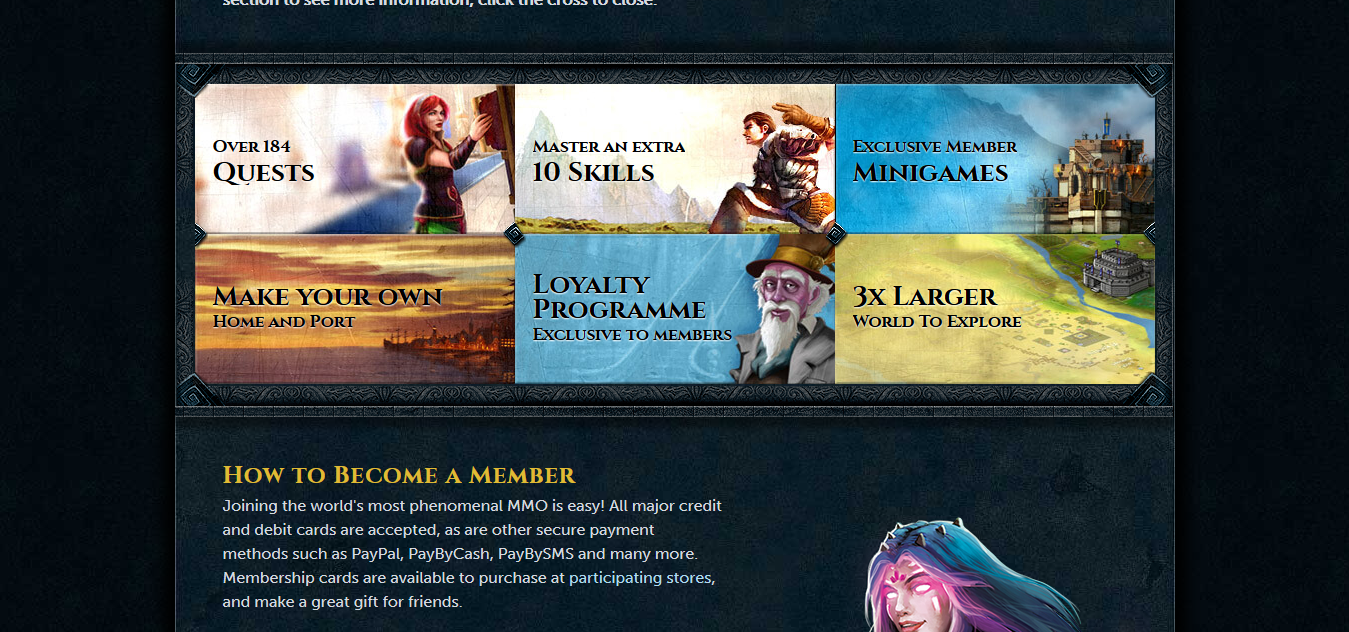 section to see more information, click the cross to close.
Over 184
Quests
Master an extra
10 Skills
Exclusive Member
Minigames
Make your own
Home and Port
Loyalty
Programme
Exclusive to members
3x Larger
World To Explore
How to Become a Member
Joining the world's most phenomenal MMO is easy! All major credit
and debit cards are accepted, as are other secure payment
methods such as PayPal, PayByCash, PayBySMS and many more.
Membership cards are available to purchase at participating stores,
and make a great gift for friends.